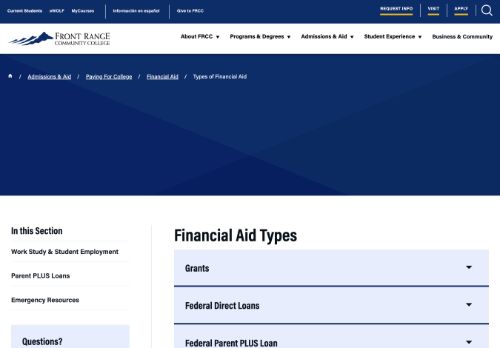 Current Students eWOLF MyCourses Información en español Give to FRCC REQUEST INFO VISIT APPLY
FRONT RANGE
COMMUNITY COLLEGE
About FRCC Programs & Degrees Admissions & Aid Student Experience Business & Community
/ Admissions & Aid / Paying For College / Financial Aid / Types of Financial Aid
In this Section
Work Study & Student Employment
Parent PLUS Loans
Emergency Resources
Questions?
Financial Aid Types
Grants
Federal Direct Loans
Federal Parent PLUS Loan